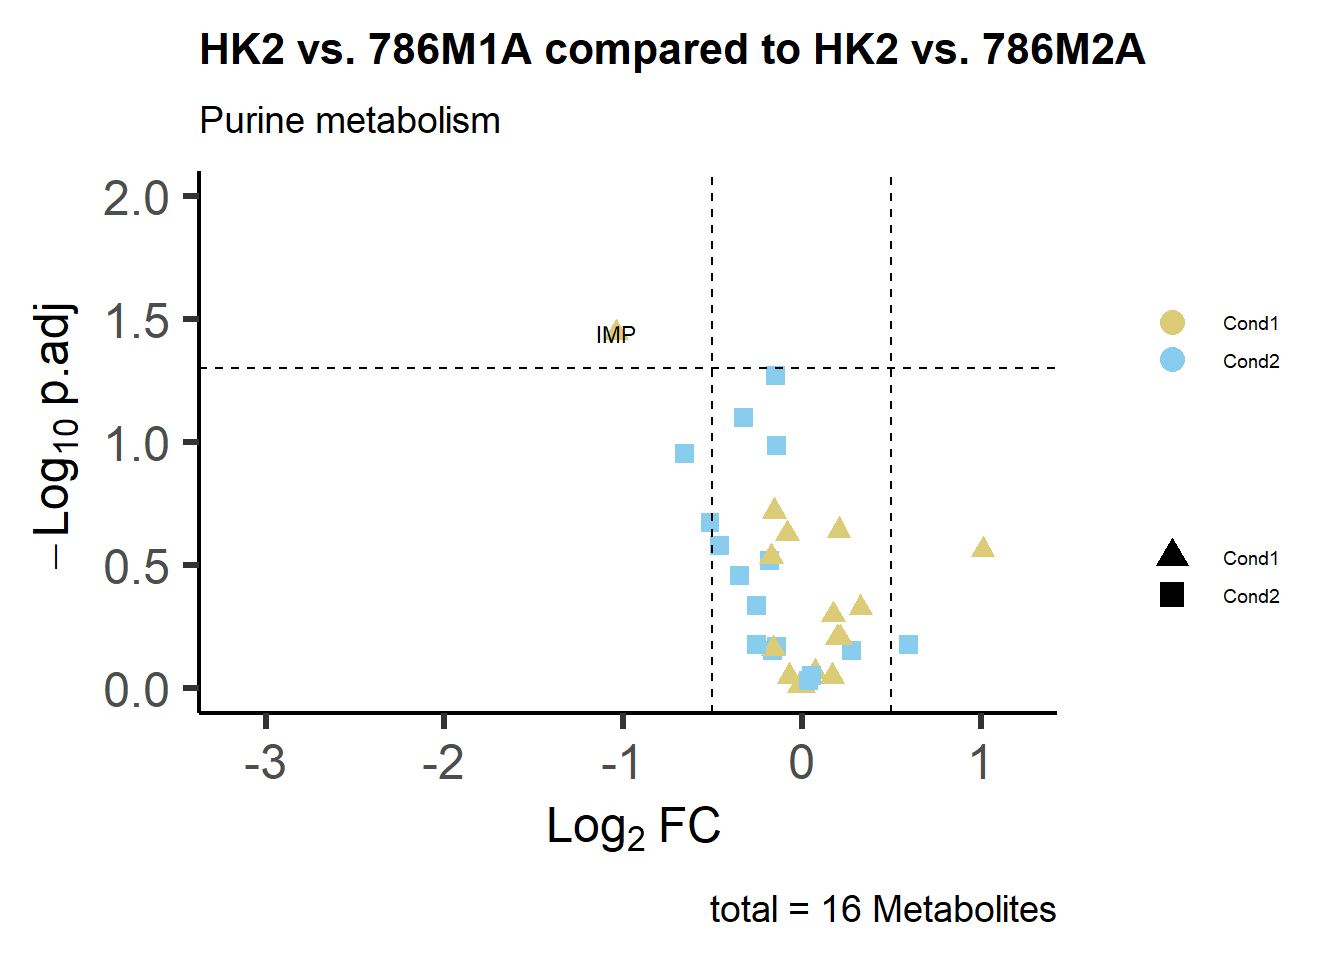 HK2 vs. 786M1A compared to HK2 vs. 786M2A
Purine metabolism
2.0
1.5
1.0
0.5
0.0
−Log10 p.adj
IMP
-3
-2
-1
0
1
Log2 FC
Cond1
Cond2
Cond1
Cond2
total = 16 Metabolites